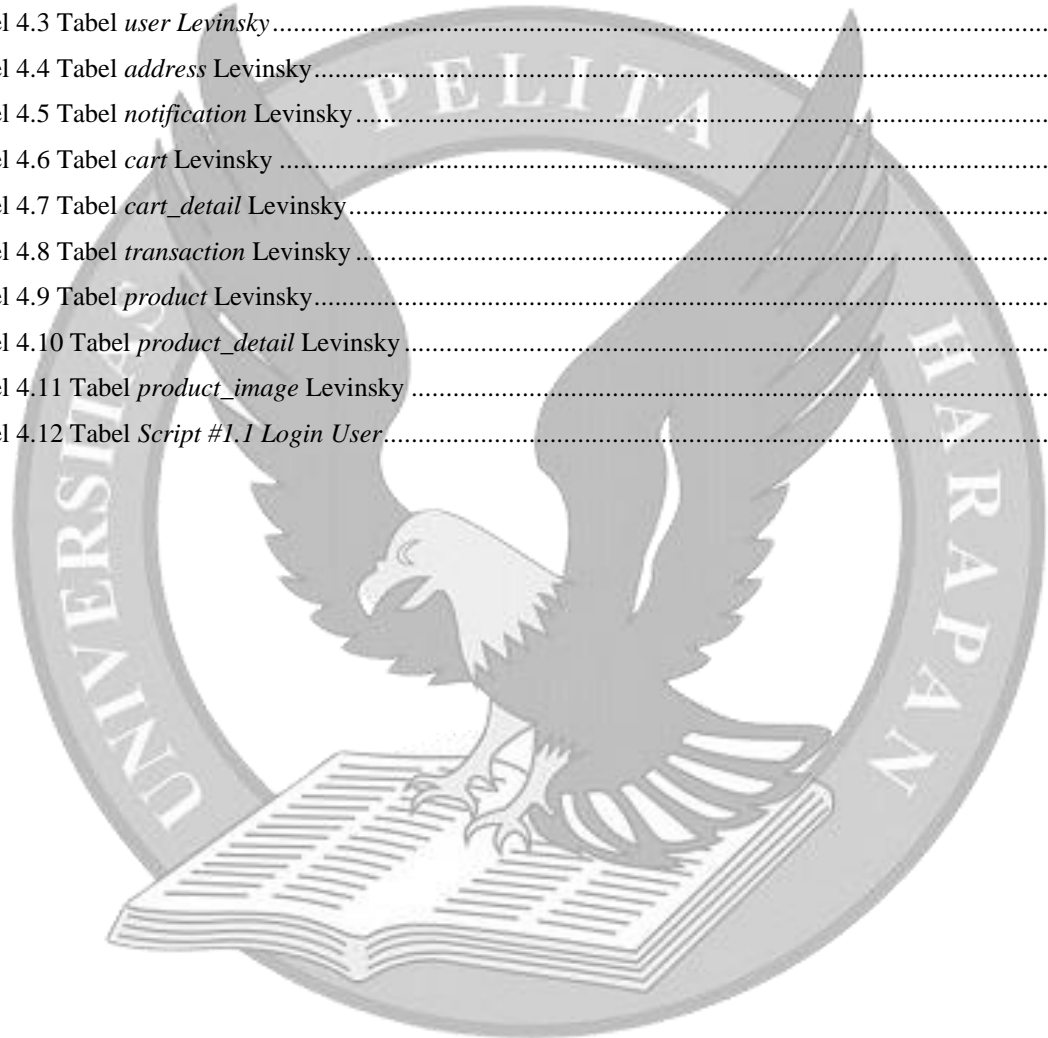 el 4.3 Tabel user Levinsky
el 4.4 Tabel address Levinsky
el 4.5 Tabel notification Levinsky
el 4.6 Tabel cart Levinsky
el 4.7 Tabel cart_detail Levinsky
el 4.8 Tabel transaction Levinsky
el 4.9 Tabel product Levinsky
el 4.10 Tabel product_detail Levinsky
el 4.11 Tabel product_image Levinsky
el 4.12 Tabel Script #1.1 Login User
UNIVERSITAS PELITA HARAPAN